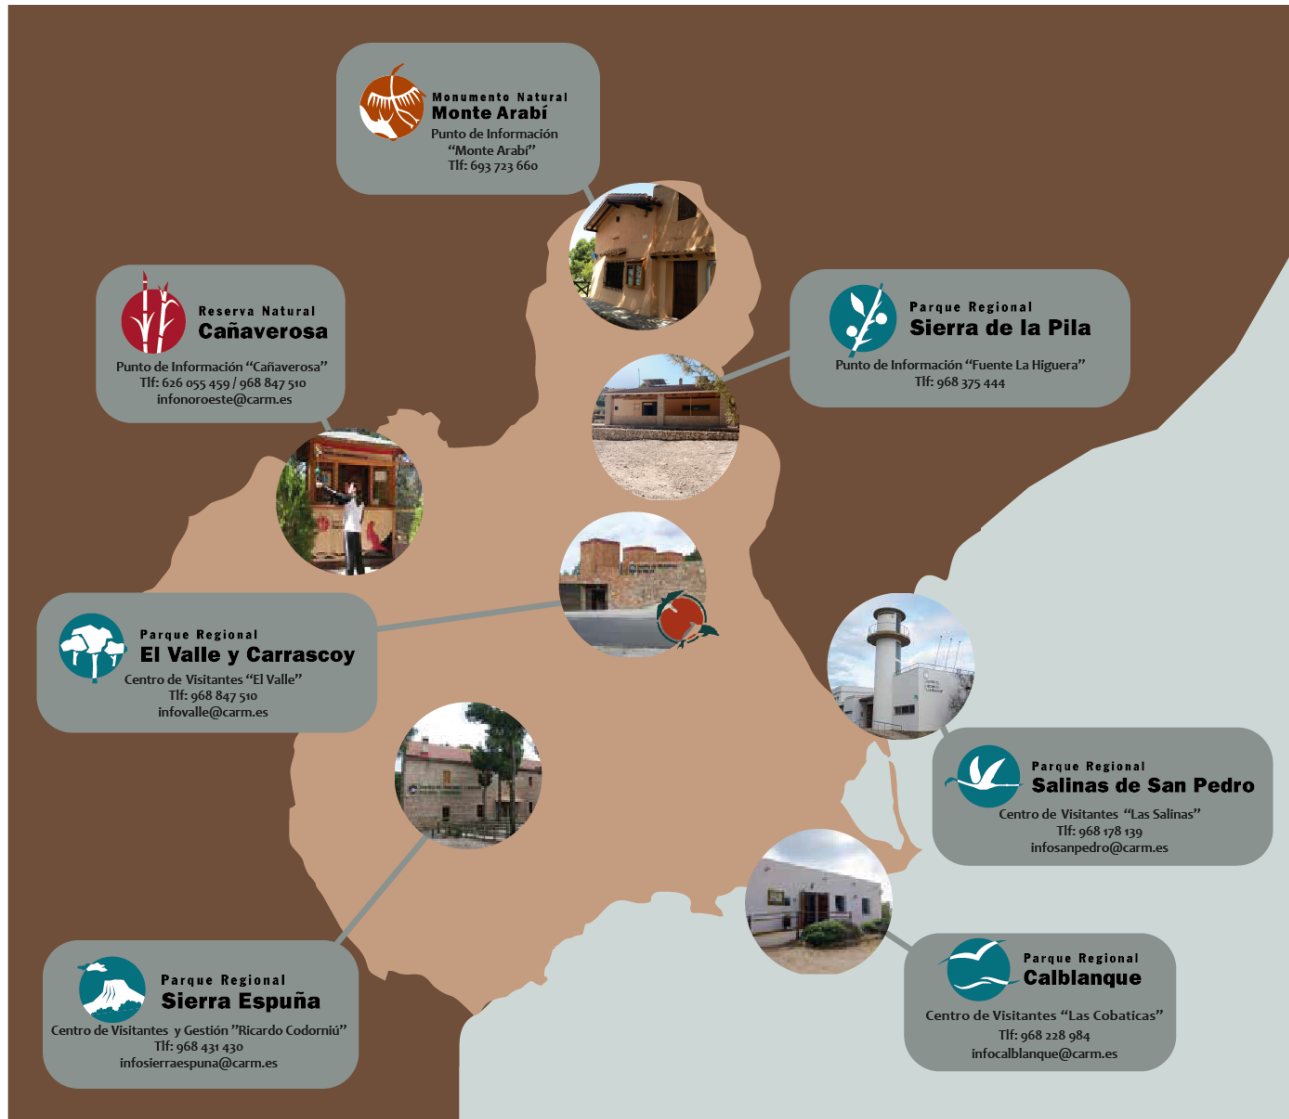 Monumento Natural
Monte Arabí
Punto de Información
“Monte Arabí”
Tlf: 693 723 660
Reserva Natural
Cañaverosa
Punto de Información “Cañaverosa”
Tlf: 626 055 459 / 968 847 510
infonoroeste@carm.es
Parque Regional
Sierra de la Pila
Punto de Información “Fuente La Higuera”
Tlf: 968 375 444
Parque Regional
El Valle y Carrascoy
Centro de Visitantes “El Valle”
Tlf: 968 847 510
infovalle@carm.es
Parque Regional
Salinas de San Pedro
Centro de Visitantes “Las Salinas”
Tlf: 968 178 139
infosanpedro@carm.es
Parque Regional
Sierra Espuña
Centro de Visitantes y Gestión ”Ricardo Codorniú”
Tlf: 968 431 430
infosierraespuna@carm.es
Parque Regional
Calblanque
Centro de Visitantes “Las Cobaticas”
Tlf: 968 228 984
infocalblanque@carm.es